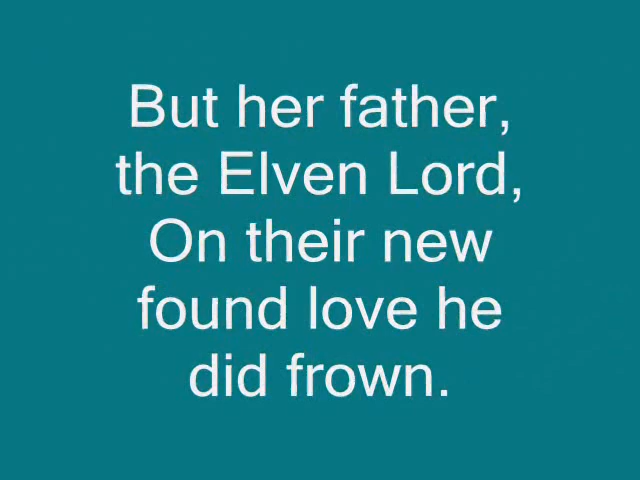 But her father,
the Elven Lord,
On their new
found love he
did frown.